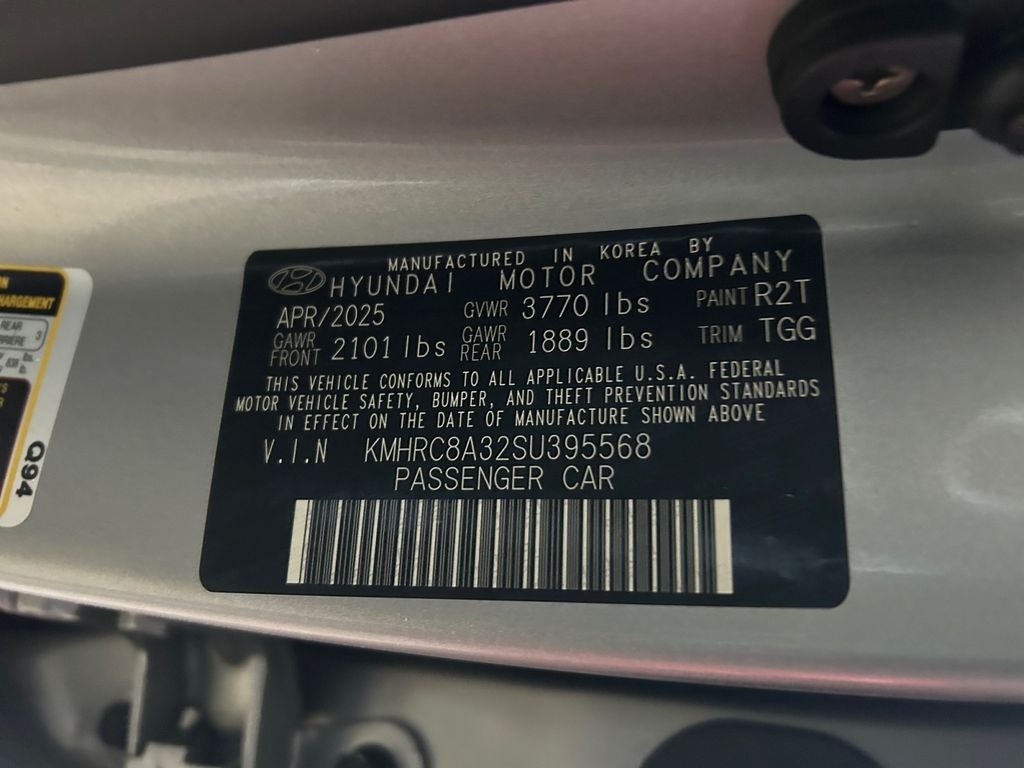 MANUFACTURED IN KOREA BY
HYUNDAI MOTOR COMPANY
APR/2025 GVWR 3770 lbs PAINT R2T
GAWR FRONT 2101 lbs GAWR REAR 1889 lbs TRIM TGG
THIS VEHICLE CONFORMS TO ALL APPLICABLE U.S.A. FEDERAL
MOTOR VEHICLE SAFETY, BUMPER, AND THEFT PREVENTION STANDARDS
IN EFFECT ON THE DATE OF MANUFACTURE SHOWN ABOVE
V.I.N KMHRC8A32SU395568
PASSENGER CAR
REAR
3
Q94